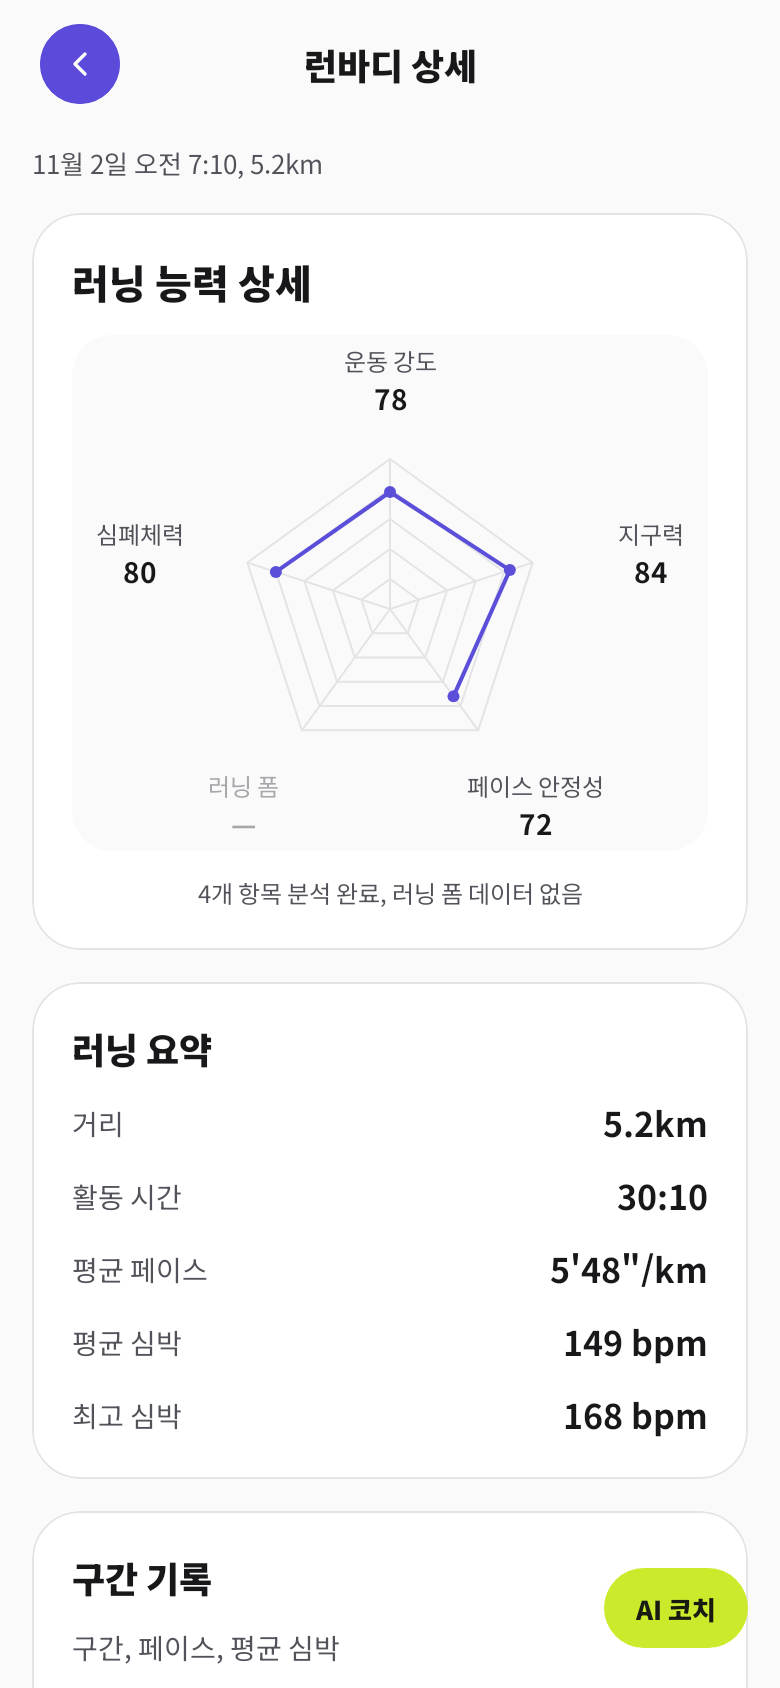 런바디 상세
11월 2일 오전 7:10, 5.2km
러닝 능력 상세
운동 강도
78
심폐체력
80
지구력
84
러닝 폼
—
페이스 안정성
72
4개 항목 분석 완료, 러닝 폼 데이터 없음
러닝 요약
거리 5.2km
활동 시간 30:10
평균 페이스 5'48"/km
평균 심박 149 bpm
최고 심박 168 bpm
구간 기록
AI 코치
구간, 페이스, 평균 심박